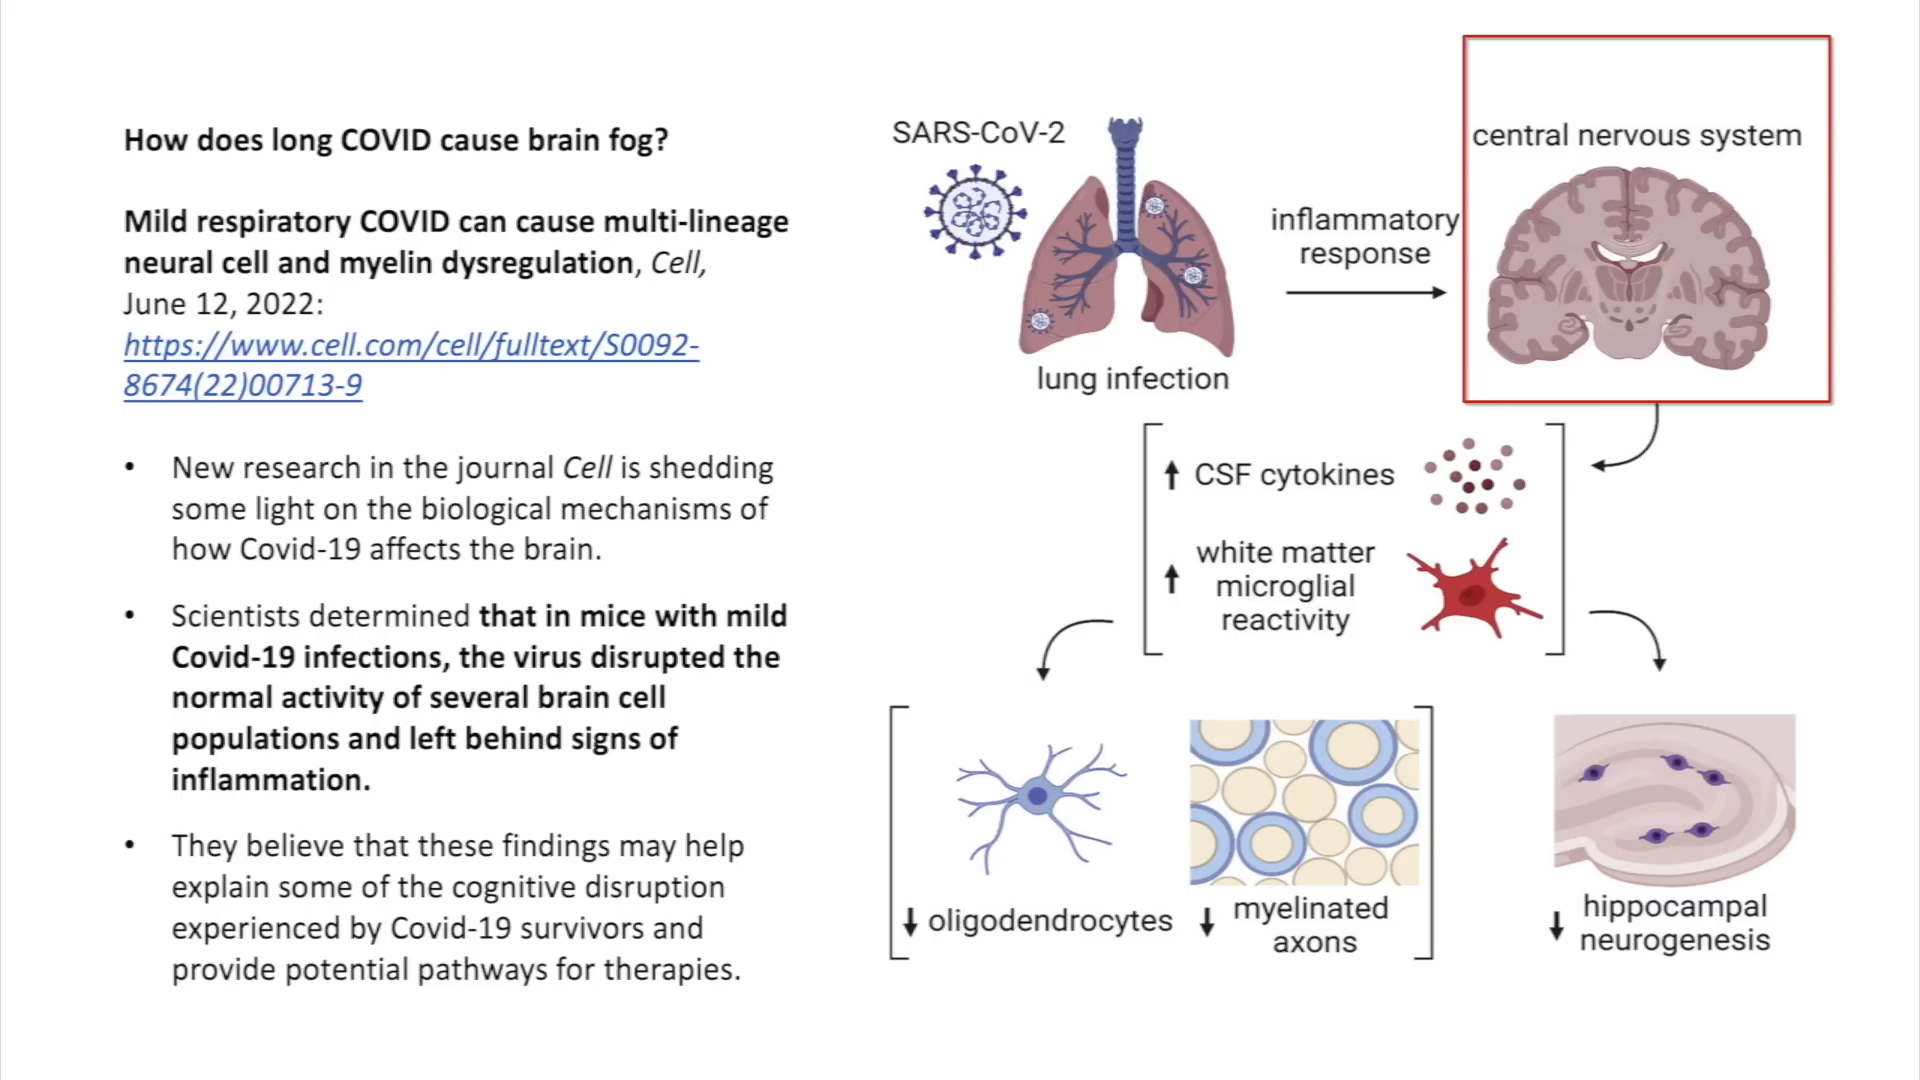 How does long COVID cause brain fog?
Mild respiratory COVID can cause multi-lineage
neural cell and myelin dysregulation, Cell,
June 12, 2022:
https://www.cell.com/cell/fulltext/S0092-
8674(22)00713-9
• New research in the journal Cell is shedding
some light on the biological mechanisms of
how Covid-19 affects the brain.
• Scientists determined that in mice with mild
Covid-19 infections, the virus disrupted the
normal activity of several brain cell
populations and left behind signs of
inflammation.
• They believe that these findings may help
explain some of the cognitive disruption
experienced by Covid-19 survivors and
provide potential pathways for therapies.
SARS-CoV-2
lung infection
inflammatory
response
central nervous system
↑ CSF cytokines
↑ white matter
microglial
reactivity
↓ oligodendrocytes
↓ myelinated
axons
↓ hippocampal
neurogenesis